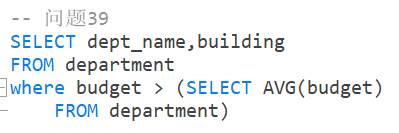 -- 问题39
SELECT dept_name,building
FROM department
where budget > (SELECT AVG(budget)
    FROM department)